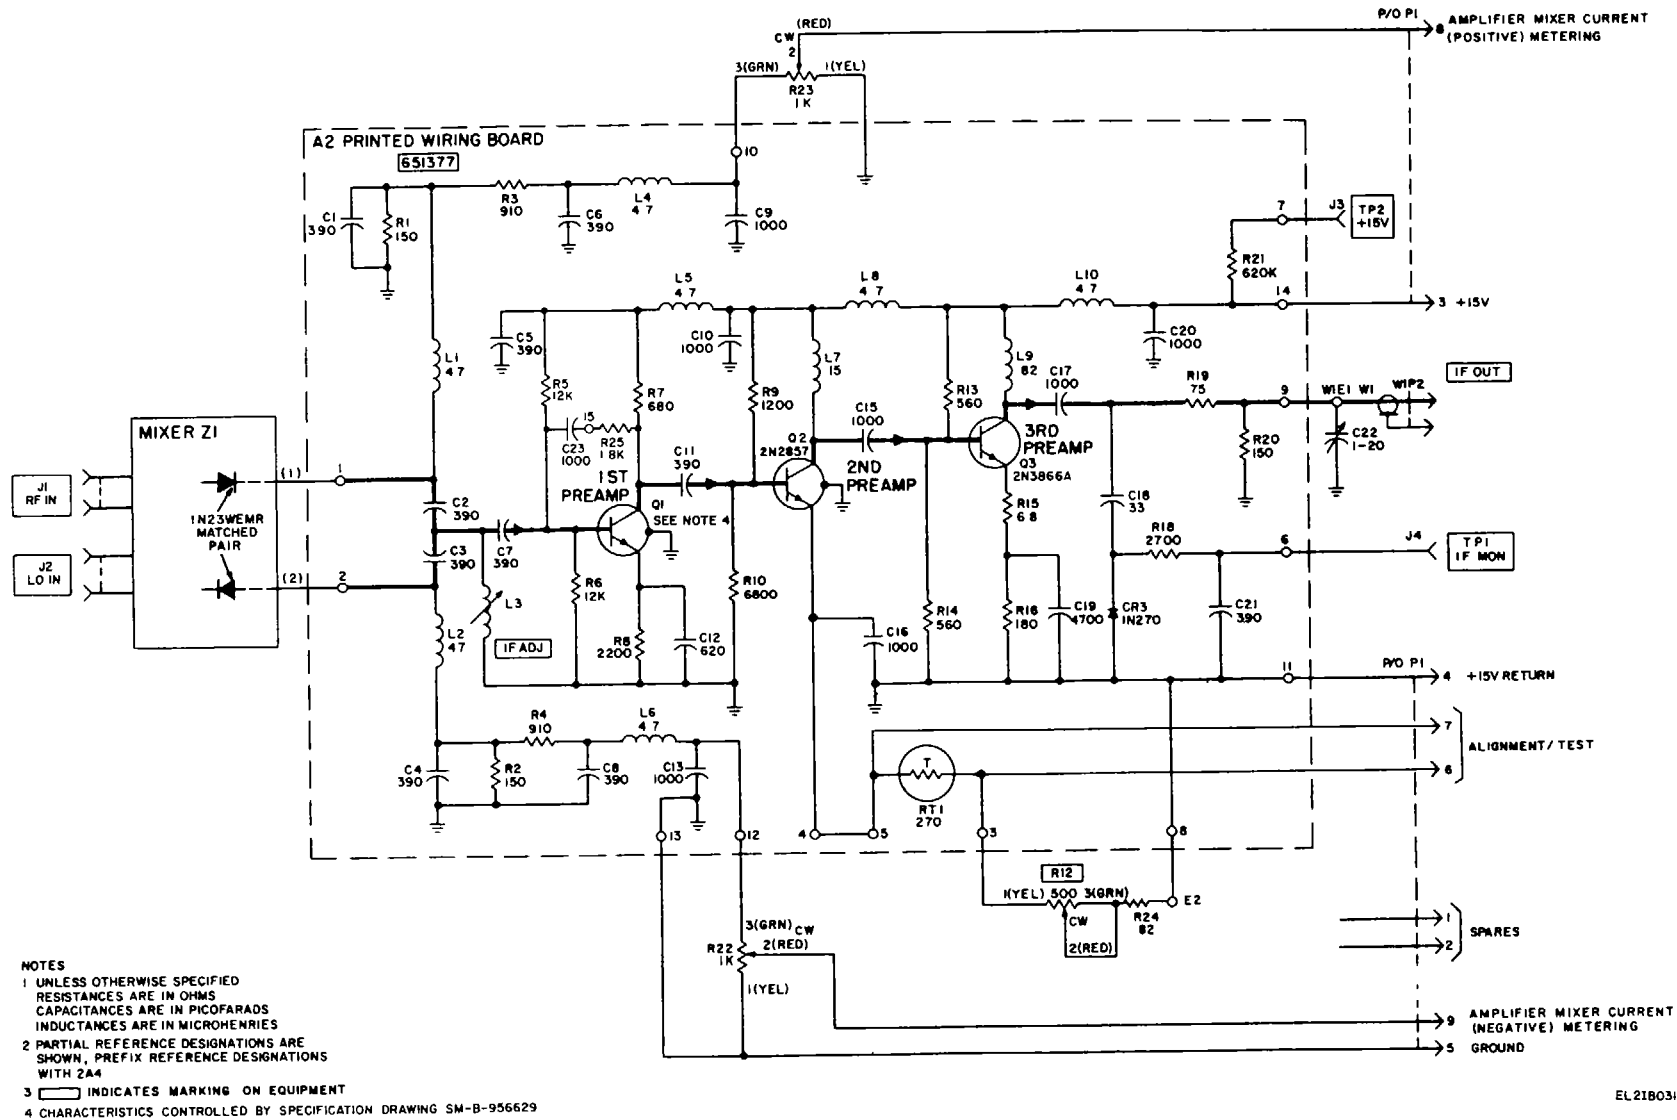 P/O P1
(RED)
CW
2
8 AMPLIFIER MIXER CURRENT
(POSITIVE) METERING
3(GRN)
1(YEL)
R23
1K
A2 PRINTED WIRING BOARD
651377
10
C1
390
R1
150
R3
910
C6
390
L4
47
C9
1000
7
J3
TP2
+15V
R21
620K
14
3 +15V
L5
47
L8
47
L10
47
C5
390
C10
1000
C20
1000
L1
47
R5
12K
R7
680
R9
1200
L7
15
R13
560
L9
82
C17
1000
R19
75
9
W1E1 W1
W1P2
IF OUT
C23
1000
15
R25
1.8K
C15
1000
R20
150
C22
1-20
MIXER Z1
J1
RF IN
(1)
1
1N23WEMR
MATCHED
PAIR
J2
LO IN
(2)
2
C2
390
C3
390
C7
390
1ST
PREAMP
Q1
SEE NOTE 4
C11
390
Q2
2N2857
2ND
PREAMP
3RD
PREAMP
Q3
2N3866A
R15
6.8
C18
33
R18
2700
6
J4
TP1
IF MON
L2
47
L3
IF ADJ
R6
12K
R8
2200
C12
620
R10
6800
C16
1000
R14
560
R16
180
C19
4700
CR3
1N270
C21
390
11
P/O P1
4 +15V RETURN
C4
390
R2
150
R4
910
C8
390
L6
47
C13
1000
7
ALIGNMENT/TEST
6
T
RT1
270
13
12
4
5
3
8
R12
1(YEL) 500 3(GRN)
CW
2(RED)
R24
82
E2
1
SPARES
2
3(GRN) CW
R22
1K
2(RED)
1(YEL)
9 AMPLIFIER MIXER CURRENT
(NEGATIVE) METERING
5 GROUND
NOTES
1 UNLESS OTHERWISE SPECIFIED
RESISTANCES ARE IN OHMS
CAPACITANCES ARE IN PICOFARADS
INDUCTANCES ARE IN MICROHENRIES
2 PARTIAL REFERENCE DESIGNATIONS ARE
SHOWN, PREFIX REFERENCE DESIGNATIONS
WITH 2A4
3 INDICATES MARKING ON EQUIPMENT
4 CHARACTERISTICS CONTROLLED BY SPECIFICATION DRAWING SM-B-956629
EL2IB031